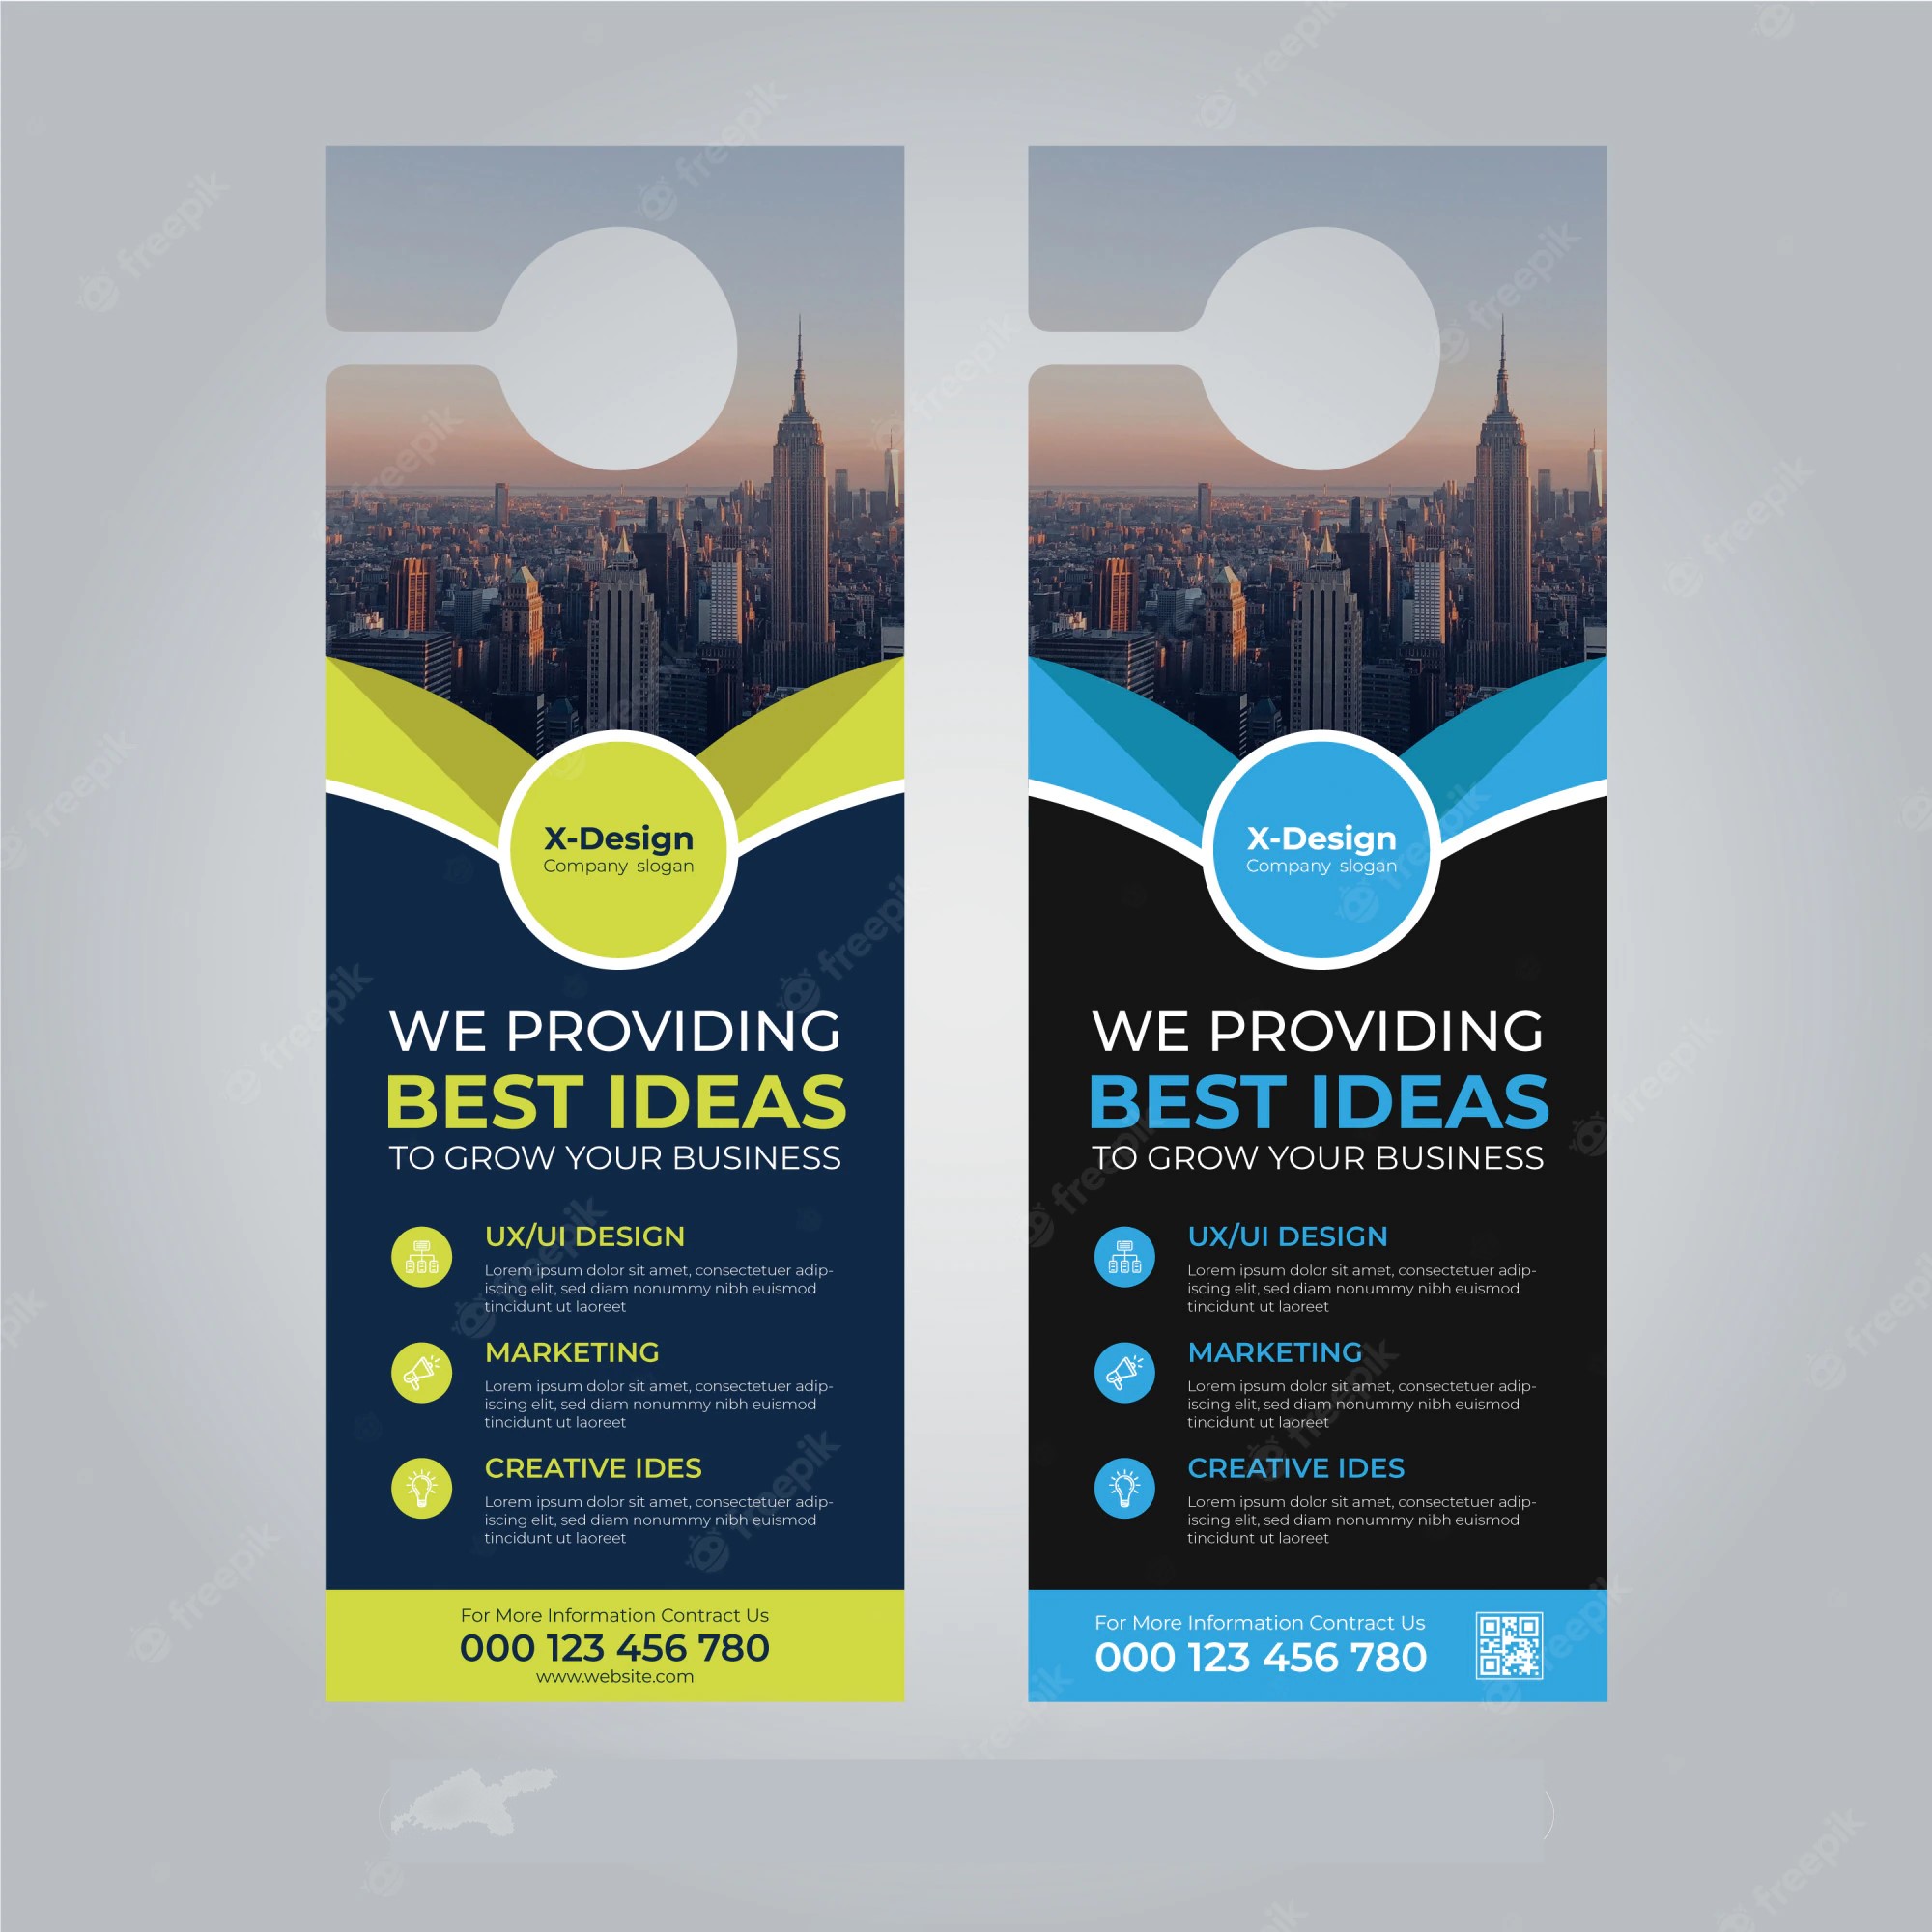 X-Design
Company slogan
WE PROVIDING
BEST IDEAS
TO GROW YOUR BUSINESS
UX/UI DESIGN
Lorem ipsum dolor sit amet, consectetuer adip-
iscing elit, sed diam nonummy nibh euismod
tincidunt ut laoreet
MARKETING
Lorem ipsum dolor sit amet, consectetuer adip-
iscing elit, sed diam nonummy nibh euismod
tincidunt ut laoreet
CREATIVE IDES
Lorem ipsum dolor sit amet, consectetuer adip-
iscing elit, sed diam nonummy nibh euismod
tincidunt ut laoreet
For More Information Contract Us
000 123 456 780
www.website.com
X-Design
Company slogan
WE PROVIDING
BEST IDEAS
TO GROW YOUR BUSINESS
UX/UI DESIGN
Lorem ipsum dolor sit amet, consectetuer adip-
iscing elit, sed diam nonummy nibh euismod
tincidunt ut laoreet
MARKETING
Lorem ipsum dolor sit amet, consectetuer adip-
iscing elit, sed diam nonummy nibh euismod
tincidunt ut laoreet
CREATIVE IDES
Lorem ipsum dolor sit amet, consectetuer adip-
iscing elit, sed diam nonummy nibh euismod
tincidunt ut laoreet
For More Information Contract Us
000 123 456 780
freepik